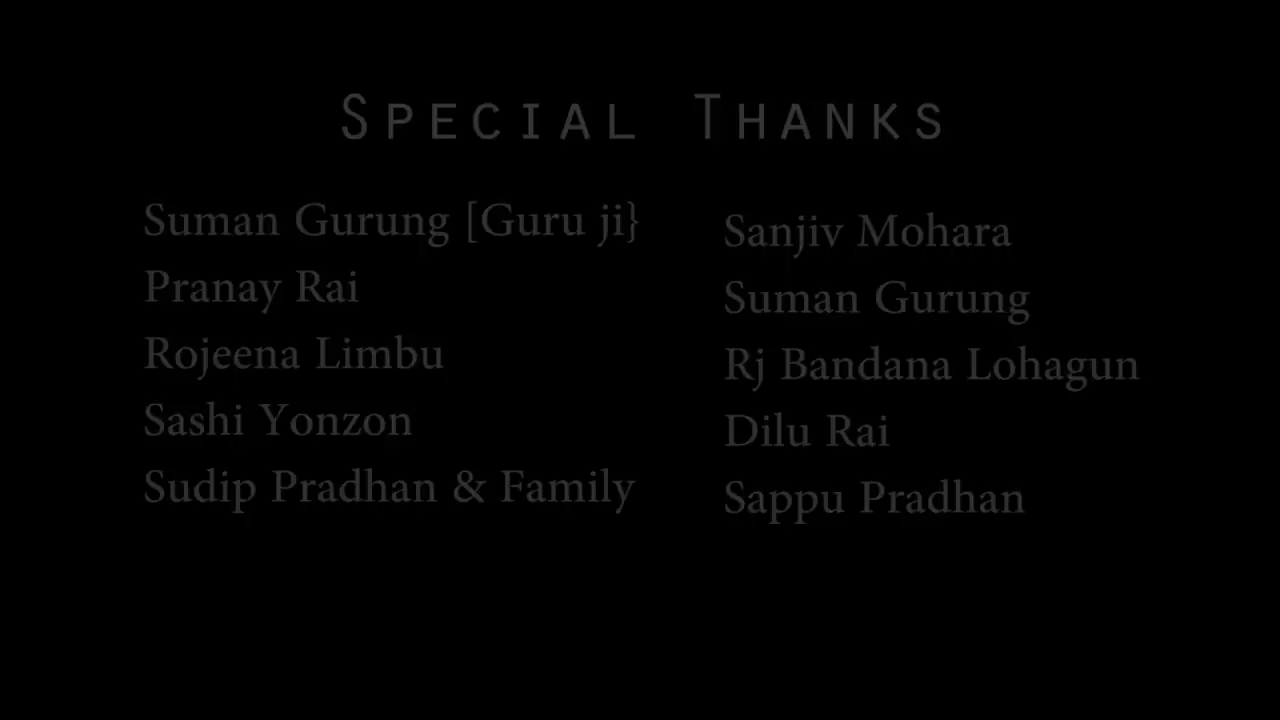 Special Thanks
Suman Gurung [Guru ji}
Pranay Rai
Rojeena Limbu
Sashi Yonzon
Sudip Pradhan & Family
Sanjiv Mohara
Suman Gurung
Rj Bandana Lohagun
Dilu Rai
Sappu Pradhan